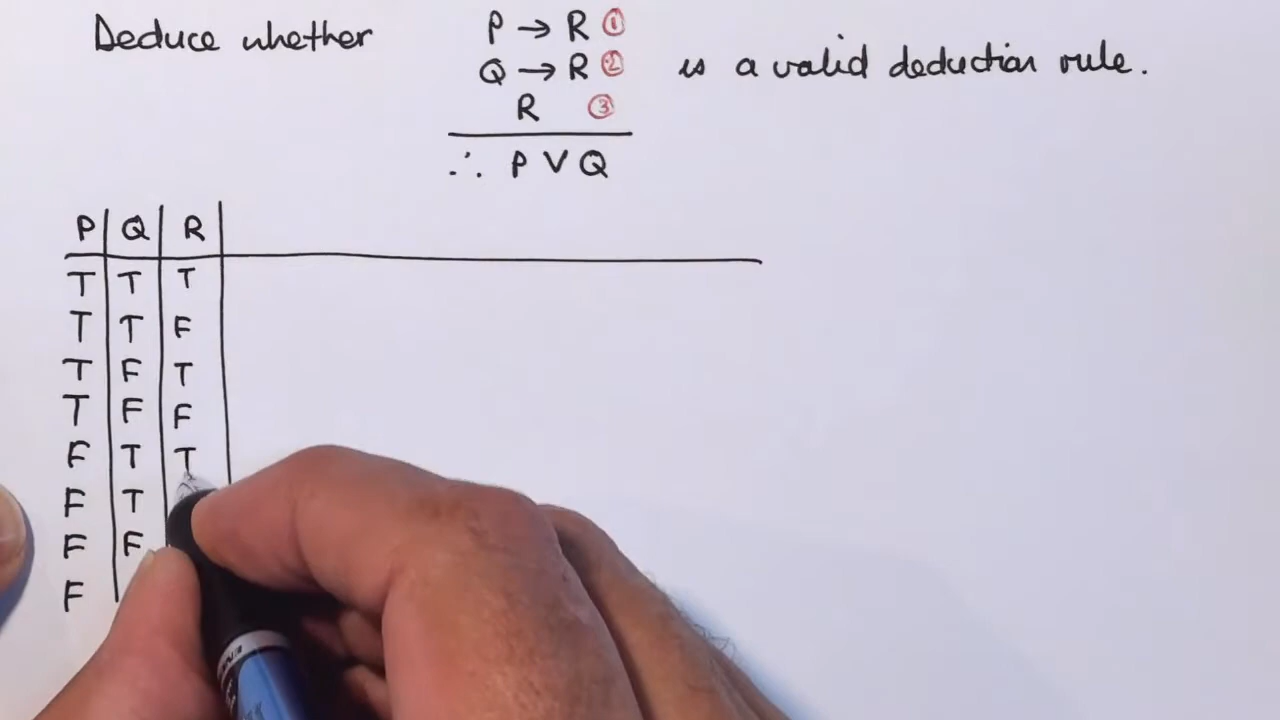 Deduce whether
P → R ①
Q → R ②
R ③
∴ P ∨ Q
is a valid deduction rule.
P Q R
T T T
T T F
T F T
T F F
F T T
F T
F F
F